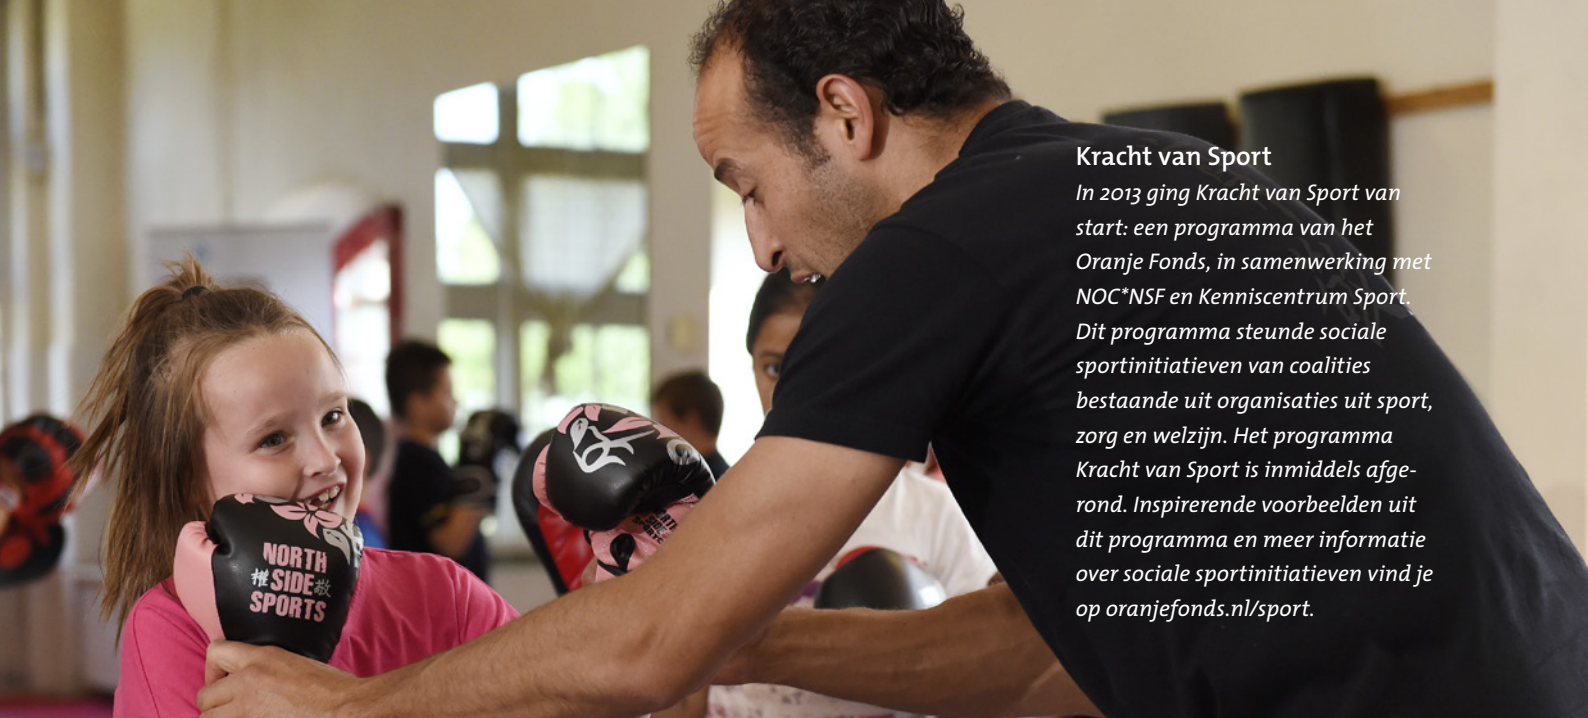 Kracht van Sport
In 2013 ging Kracht van Sport van
start: een programma van het
Oranje Fonds, in samenwerking met
NOC*NSF en Kenniscentrum Sport.
Dit programma steunde sociale
sportinitiatieven van coalities
bestaande uit organisaties uit sport,
zorg en welzijn. Het programma
Kracht van Sport is inmiddels afge-
rond. Inspirerende voorbeelden uit
dit programma en meer informatie
over sociale sportinitiatieven vind je
op oranjefonds.nl/sport.
NORTH
SIDE
SPORTS